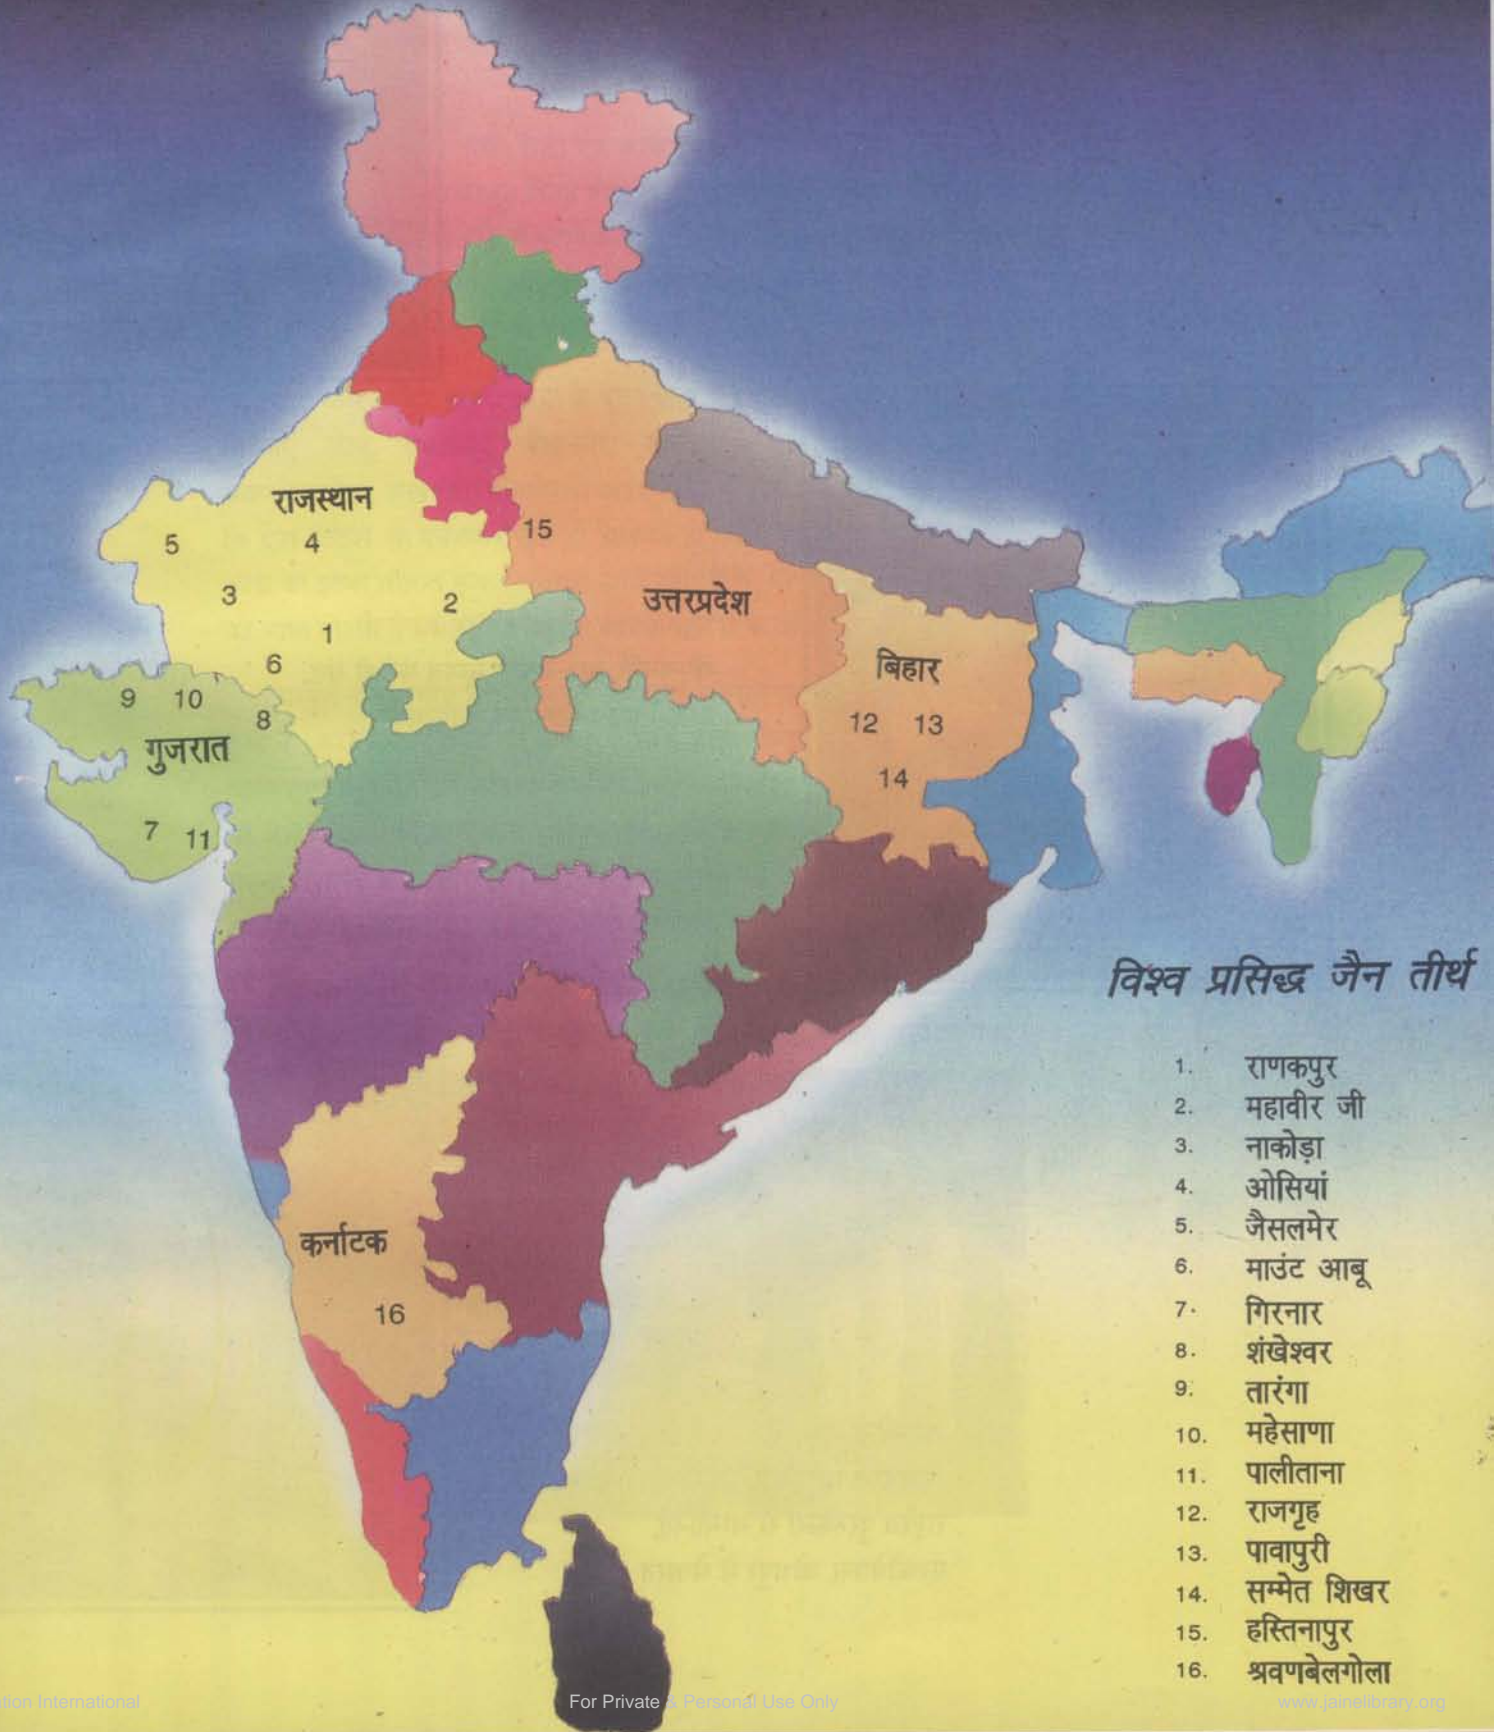 राजस्थान
5
4
15
3
2
उत्तरप्रदेश
1
6
बिहार
9 10
8
12 13
गुजरात
14
7 11
कर्नाटक
16
विश्व प्रसिद्ध जैन तीर्थ
1. राणकपुर
2. महावीर जी
3. नाकोड़ा
4. ओसियां
5. जैसलमेर
6. माउंट आबू
7. गिरनार
8. शंखेश्वर
9. तारंगा
10. महेसाणा
11. पालीताना
12. राजगृह
13. पावापुरी
14. सम्मेत शिखर
15. हस्तिनापुर
16. श्रवणबेलगोला
tion International
For Private & Personal Use Only
www.jainelibrary.org